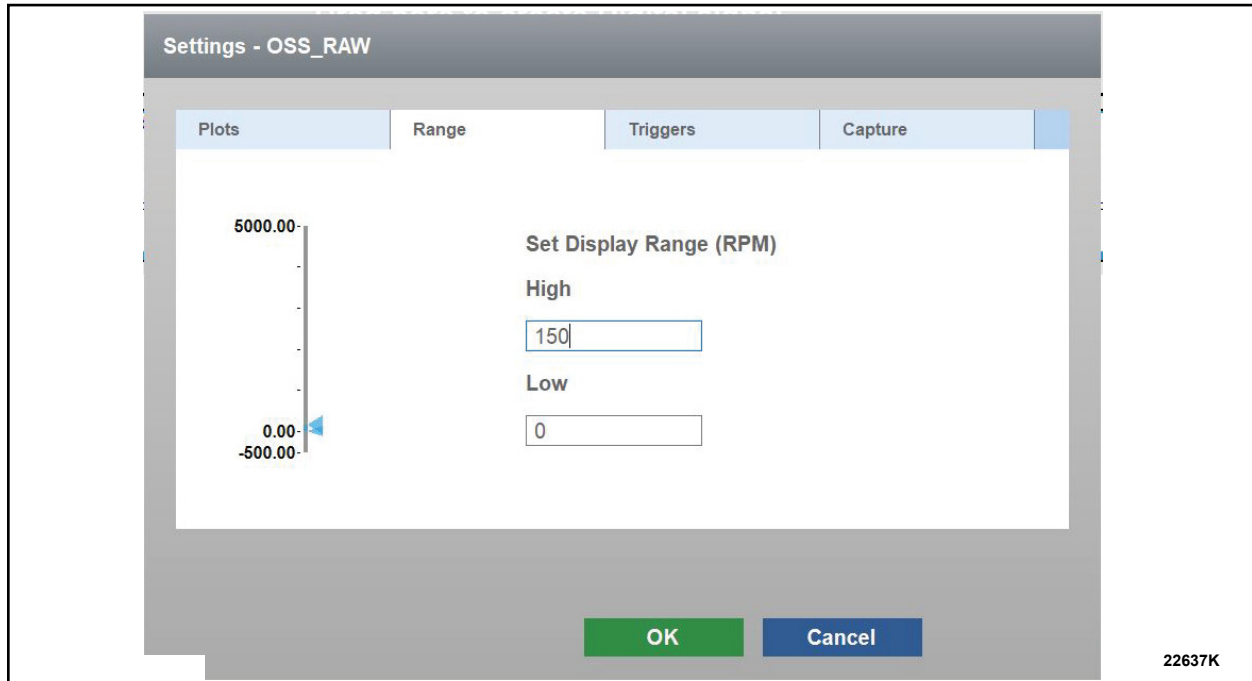 Settings - OSS_RAW
Plots
Range
Triggers
Capture
5000.00
Set Display Range (RPM)
High
150
Low
0.00
0
-500.00
OK
Cancel
22637K